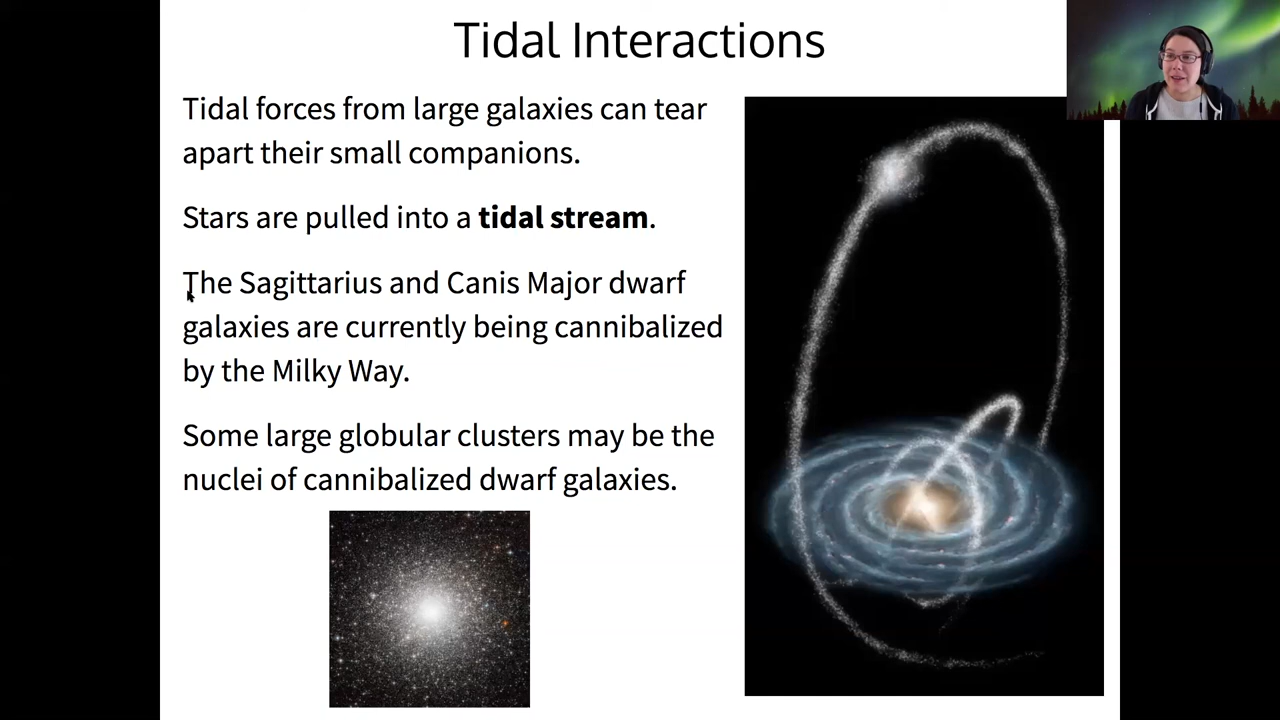 Tidal Interactions
Tidal forces from large galaxies can tear
apart their small companions.
Stars are pulled into a tidal stream.
The Sagittarius and Canis Major dwarf
galaxies are currently being cannibalized
by the Milky Way.
Some large globular clusters may be the
nuclei of cannibalized dwarf galaxies.